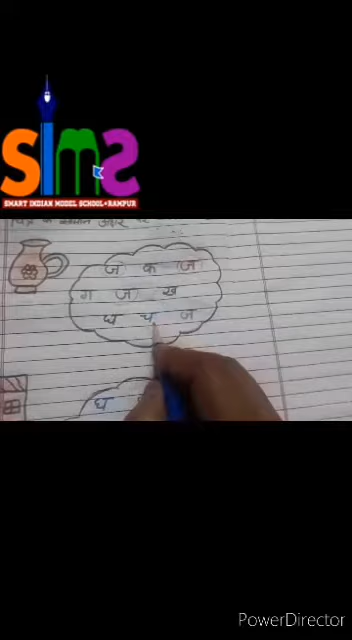 SIMS
SMART INDIAN MODEL SCHOOL-RAMPUR
ज क ज
ग ज ख
घ च ज
घ
PowerDirector